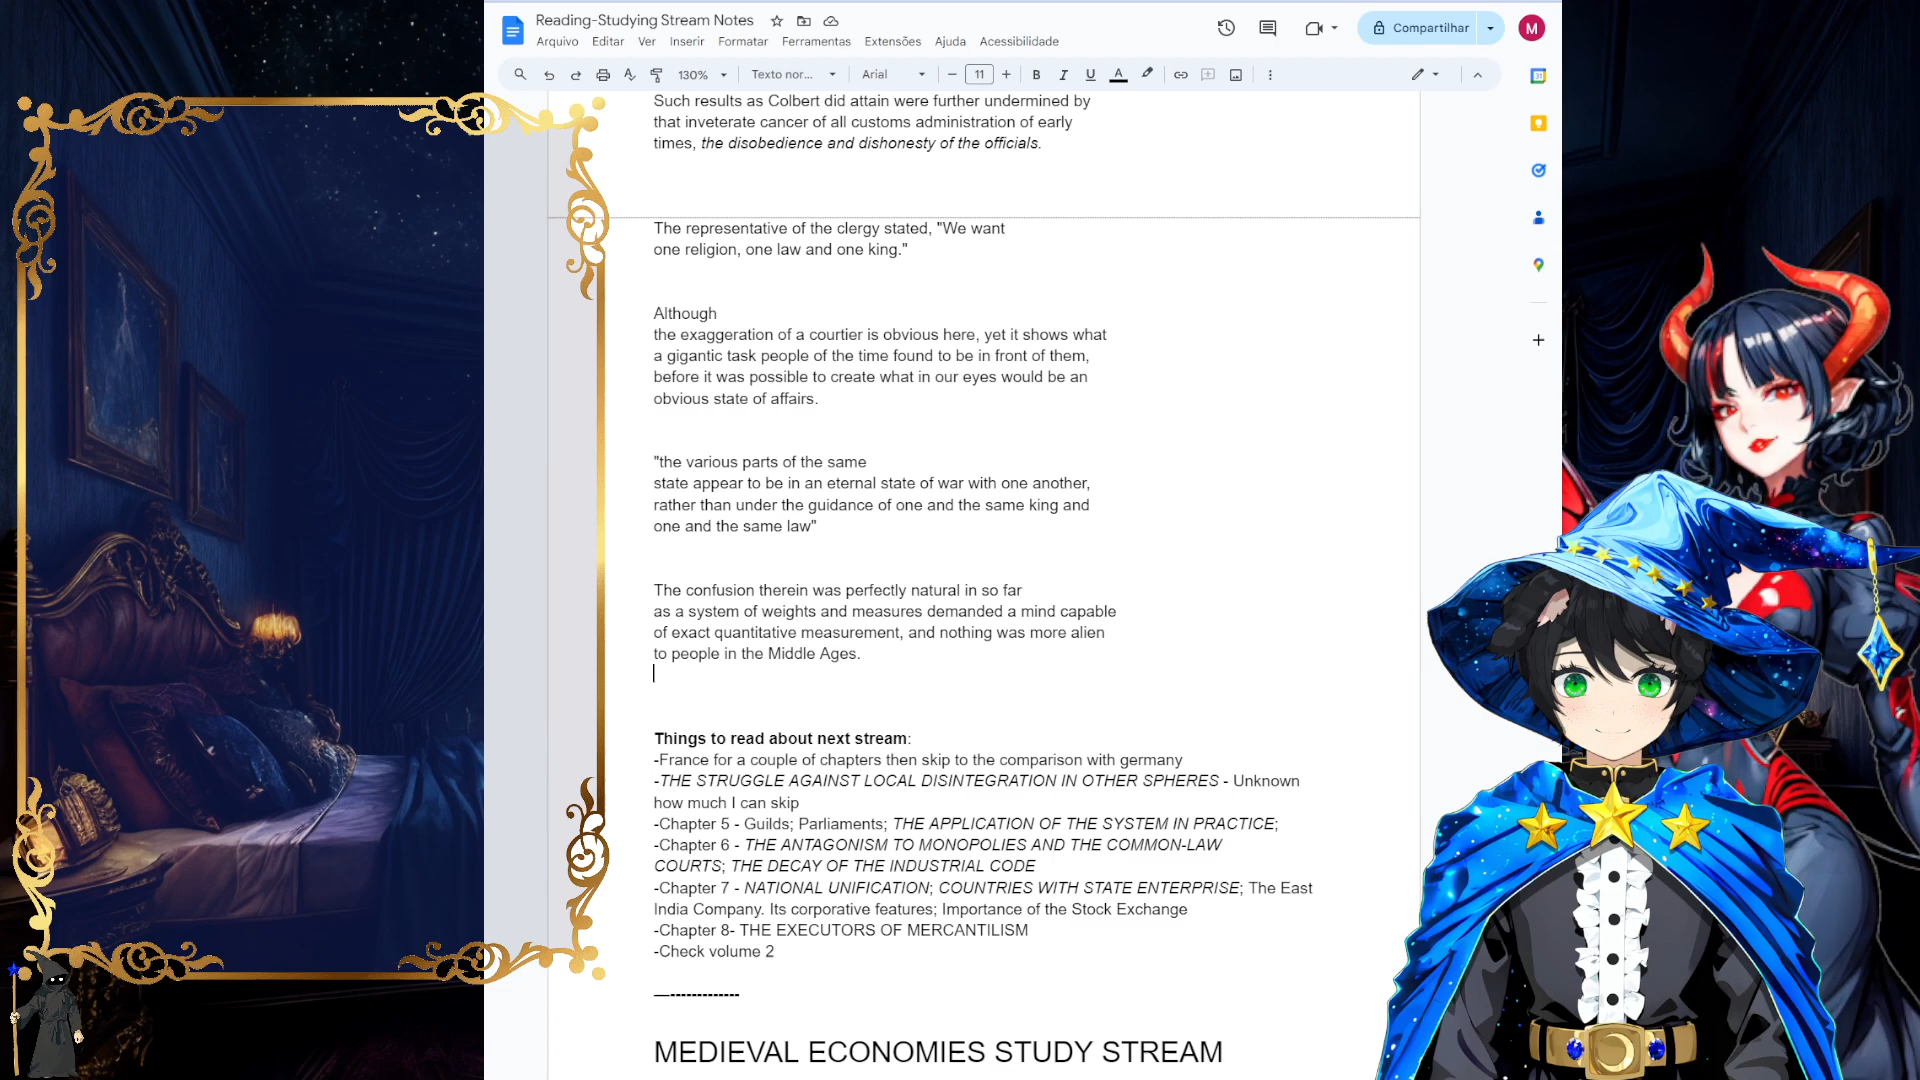 Reading-Studying Stream Notes
Arquivo Editar Ver Inserir Formatar Ferramentas Extensões Ajuda Acessibilidade
Compartilhar
M
130% Texto nor... Arial 11 B I U A
31
Such results as Colbert did attain were further undermined by
that inveterate cancer of all customs administration of early
times, the disobedience and dishonesty of the officials.
The representative of the clergy stated, "We want
one religion, one law and one king."
Although
the exaggeration of a courtier is obvious here, yet it shows what
a gigantic task people of the time found to be in front of them,
before it was possible to create what in our eyes would be an
obvious state of affairs.
"the various parts of the same
state appear to be in an eternal state of war with one another,
rather than under the guidance of one and the same king and
one and the same law"
The confusion therein was perfectly natural in so far
as a system of weights and measures demanded a mind capable
of exact quantitative measurement, and nothing was more alien
to people in the Middle Ages.
Things to read about next stream:
-France for a couple of chapters then skip to the comparison with germany
-THE STRUGGLE AGAINST LOCAL DISINTEGRATION IN OTHER SPHERES - Unknown
how much I can skip
-Chapter 5 - Guilds; Parliaments; THE APPLICATION OF THE SYSTEM IN PRACTICE;
-Chapter 6 - THE ANTAGONISM TO MONOPOLIES AND THE COMMON-LAW
COURTS; THE DECAY OF THE INDUSTRIAL CODE
-Chapter 7 - NATIONAL UNIFICATION; COUNTRIES WITH STATE ENTERPRISE; The East
India Company. Its corporative features; Importance of the Stock Exchange
-Chapter 8- THE EXECUTORS OF MERCANTILISM
-Check volume 2
—-------------
MEDIEVAL ECONOMIES STUDY STREAM